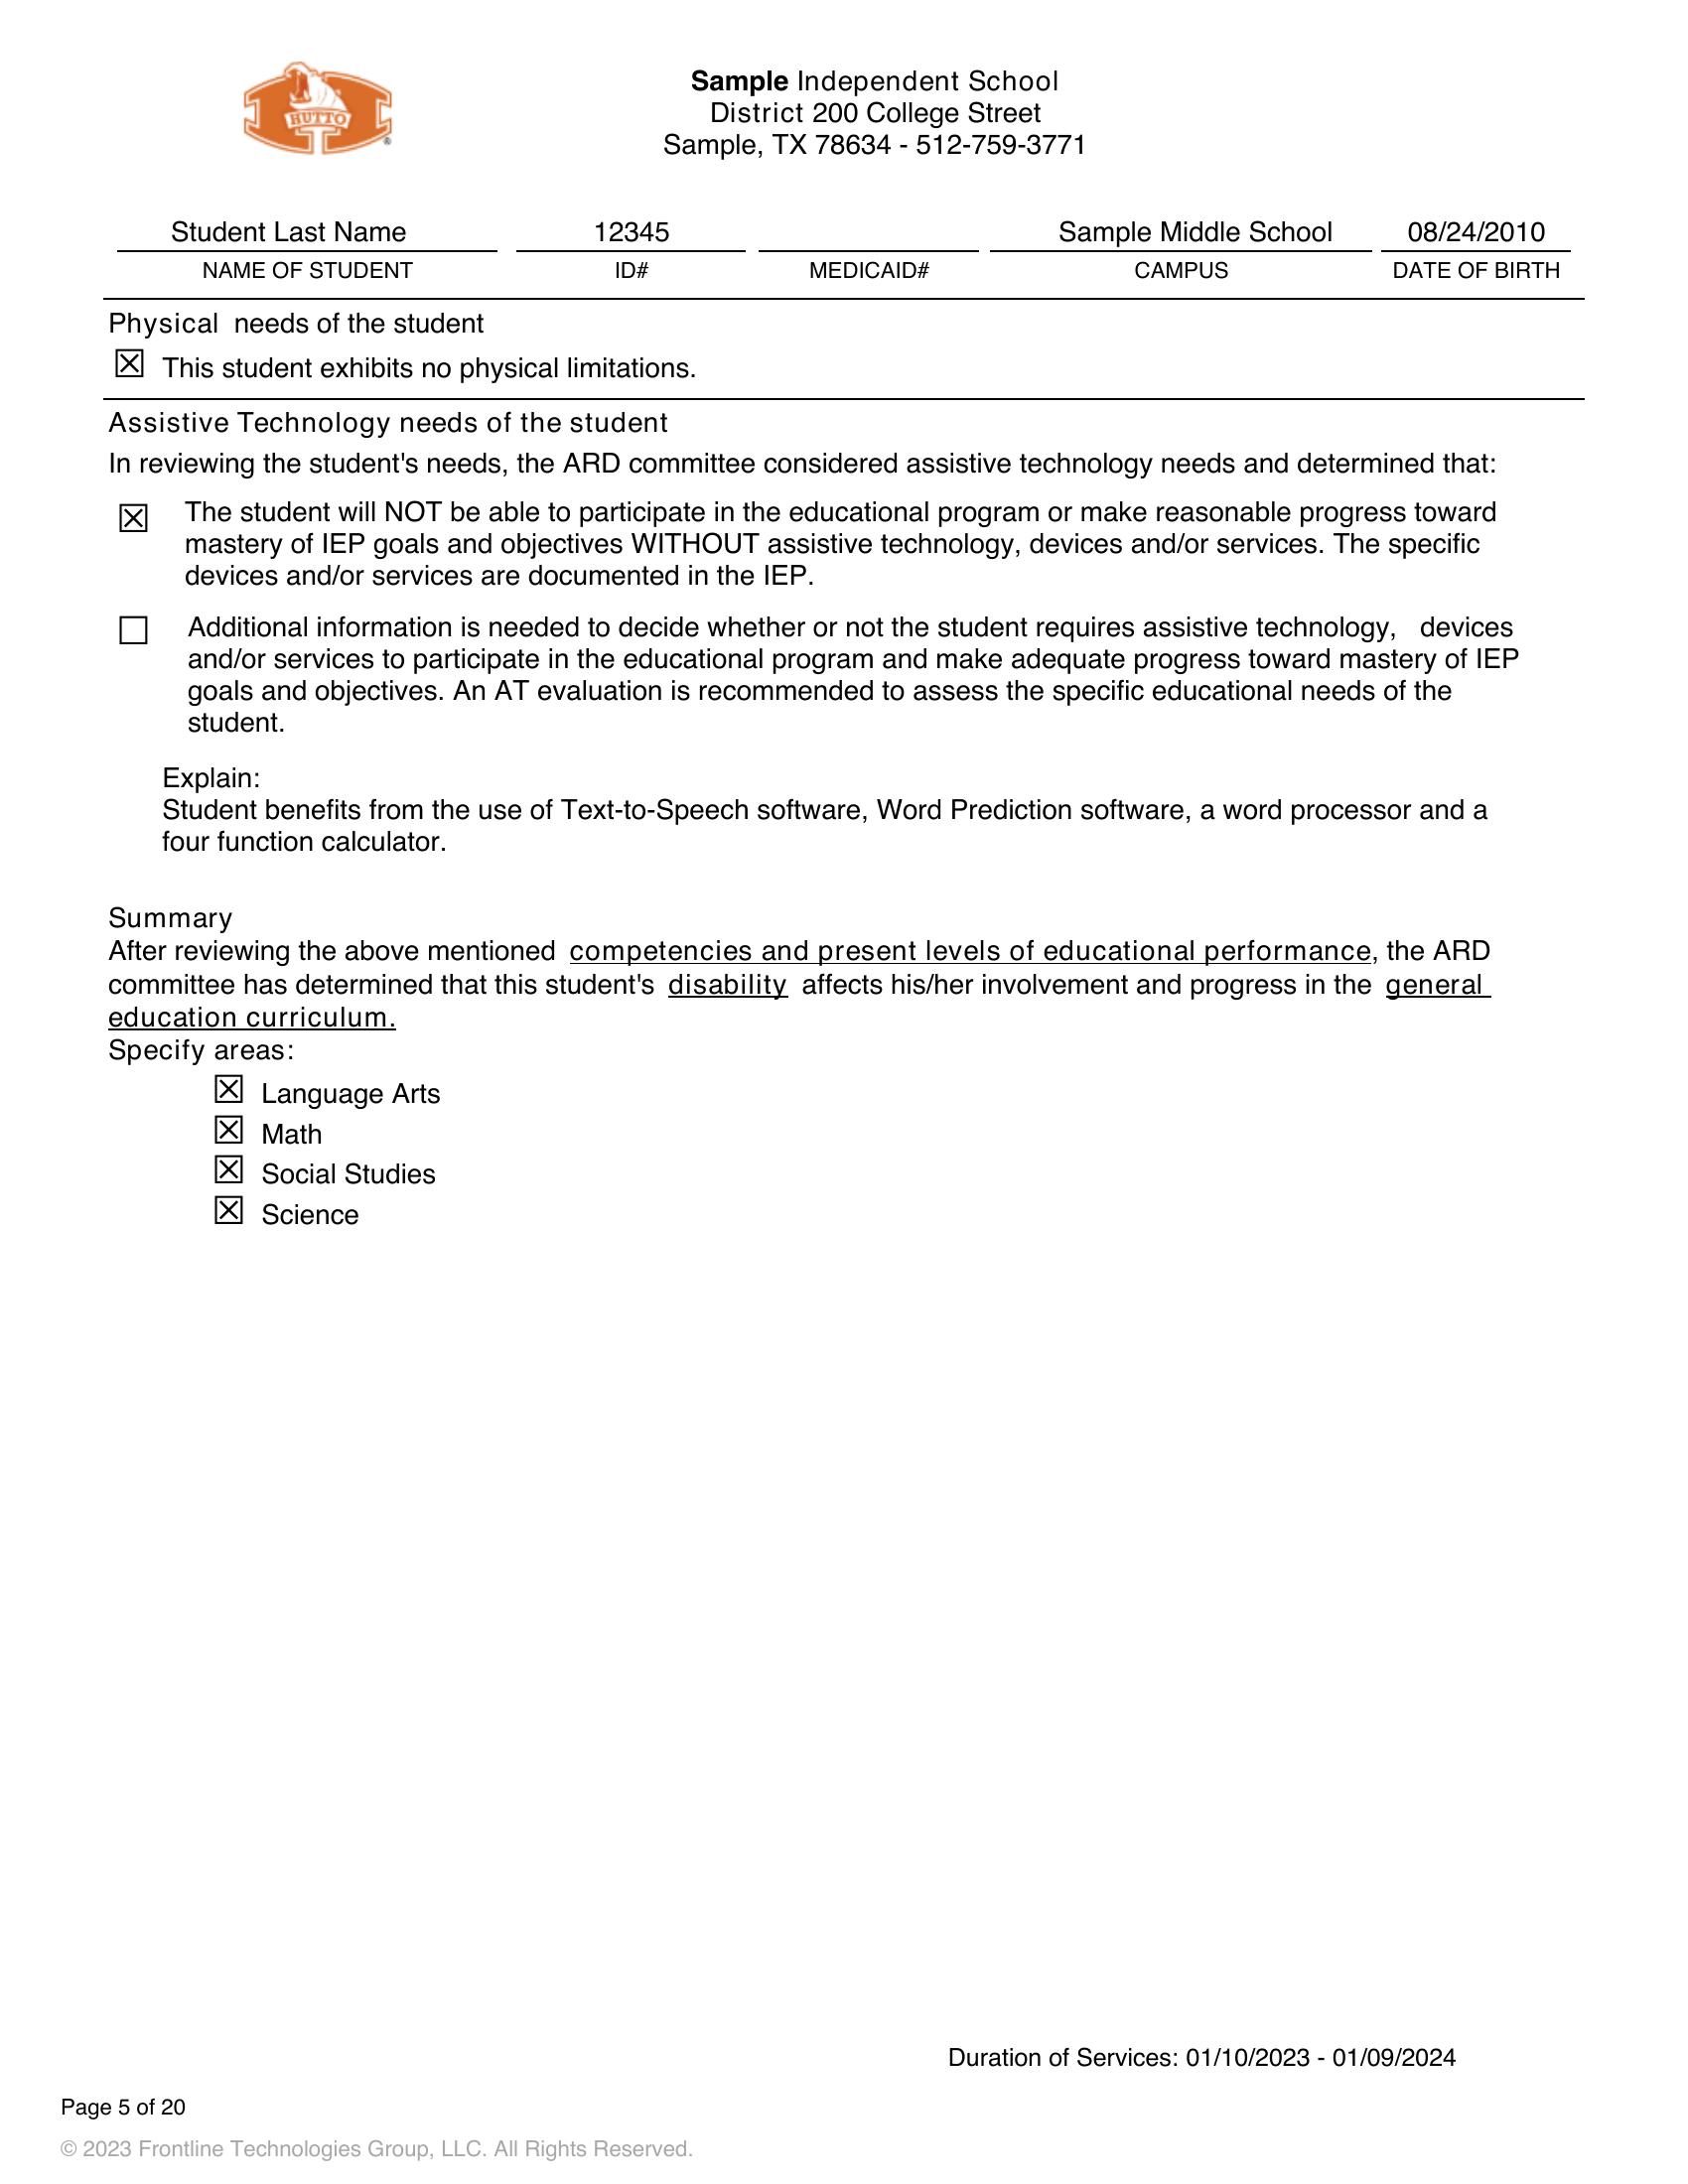 HUTTO
®
Sample Independent School
District 200 College Street
Sample, TX 78634 - 512-759-3771
Student Last Name 12345 Sample Middle School 08/24/2010
NAME OF STUDENT ID# MEDICAID# CAMPUS DATE OF BIRTH
Physical needs of the student
☒ This student exhibits no physical limitations.
Assistive Technology needs of the student
In reviewing the student's needs, the ARD committee considered assistive technology needs and determined that:
☒ The student will NOT be able to participate in the educational program or make reasonable progress toward
mastery of IEP goals and objectives WITHOUT assistive technology, devices and/or services. The specific
devices and/or services are documented in the IEP.
☐ Additional information is needed to decide whether or not the student requires assistive technology, devices
and/or services to participate in the educational program and make adequate progress toward mastery of IEP
goals and objectives. An AT evaluation is recommended to assess the specific educational needs of the
student.
Explain:
Student benefits from the use of Text-to-Speech software, Word Prediction software, a word processor and a
four function calculator.
Summary
After reviewing the above mentioned competencies and present levels of educational performance, the ARD
committee has determined that this student's disability affects his/her involvement and progress in the general
education curriculum.
Specify areas:
☒ Language Arts
☒ Math
☒ Social Studies
☒ Science
Duration of Services: 01/10/2023 - 01/09/2024
Page 5 of 20
© 2023 Frontline Technologies Group, LLC. All Rights Reserved.